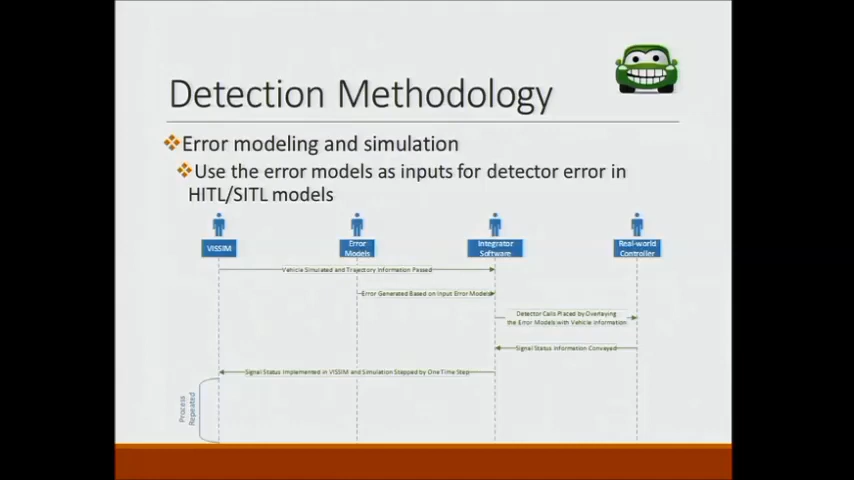 Detection Methodology
Error modeling and simulation
Use the error models as inputs for detector error in
HITL/SITL models
VISSIM
Error
Models
Integrator
Software
Real-world
Controller
Vehicle Simulated and Trajectory Information Passed
Error Generated Based on Input Error Models
Detector Calls Placed by Overlaying
the Error Models with Vehicle Information
Signal Status Information Conveyed
Signal Status Implemented in VISSIM and Simulation Stepped by One Time Step
Process
Repeated